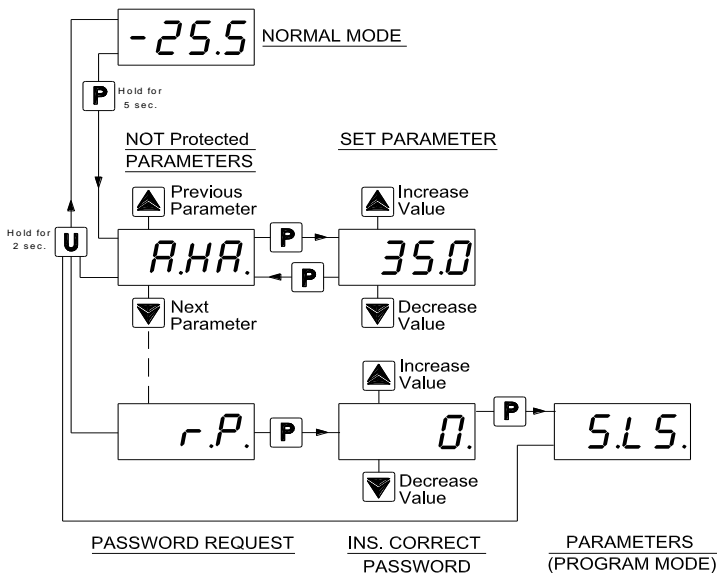 -25.5
NORMAL MODE
P
Hold for
5 sec.
NOT Protected
PARAMETERS
SET PARAMETER
Previous
Parameter
Increase
Value
Hold for
2 sec.
U
A.HA.
P
P
35.0
Next
Parameter
Decrease
Value
Increase
Value
r.P.
P
0.
P
S.L.S.
Decrease
Value
PASSWORD REQUEST
INS. CORRECT
PASSWORD
PARAMETERS
(PROGRAM MODE)